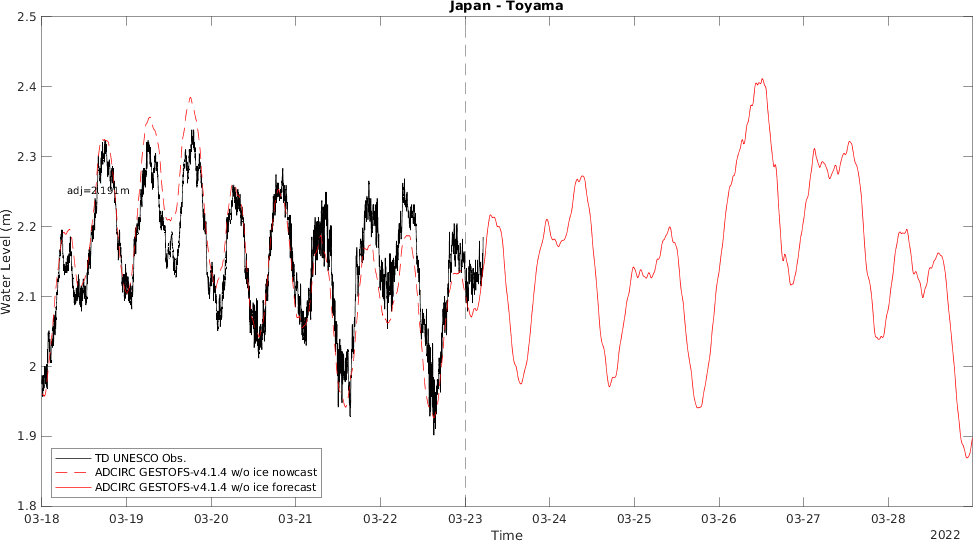 Japan - Toyama
2.5
2.4
2.3
2.2
2.1
2
1.9
1.8
Water Level (m)
adj=2.191m
TD UNESCO Obs.
ADCIRC GESTOFS-v4.1.4 w/o ice nowcast
ADCIRC GESTOFS-v4.1.4 w/o ice forecast
03-18 03-19 03-20 03-21 03-22 03-23 03-24 03-25 03-26 03-27 03-28
Time
2022